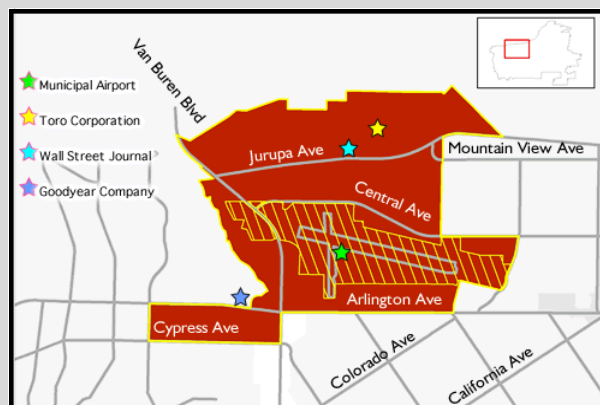 Van Buren Blvd
Municipal Airport
Toro Corporation
Wall Street Journal
Goodyear Company
Jurupa Ave
Mountain View Ave
Central Ave
Arlington Ave
Cypress Ave
Colorado Ave
California Ave